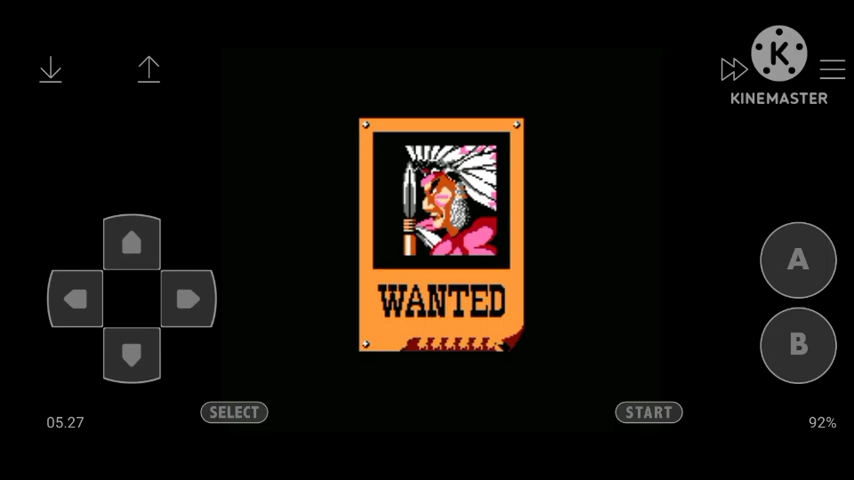 K
KINEMASTER
WANTED
A
B
SELECT
START
05.27
92%